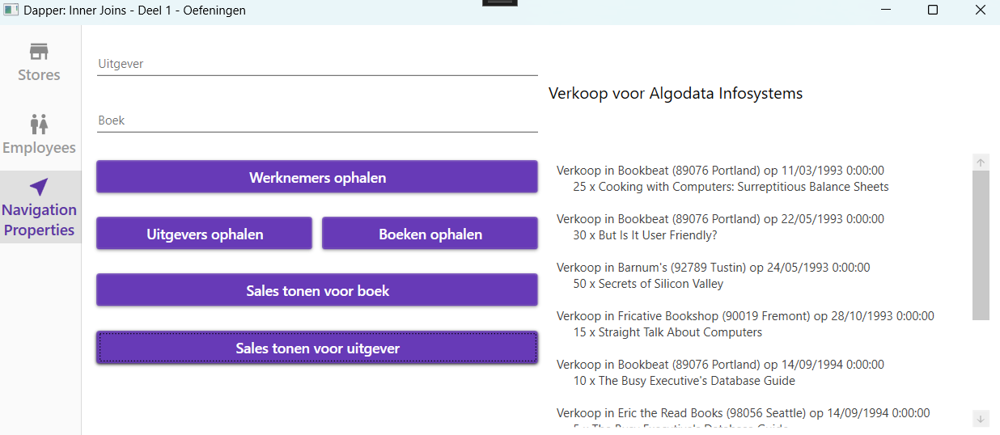 Dapper: Inner Joins - Deel 1 - Oefeningen
Stores
Employees
Navigation
Properties
Uitgever
Boek
Werknemers ophalen
Uitgevers ophalen
Boeken ophalen
Sales tonen voor boek
Sales tonen voor uitgever
Verkoop voor Algodata Infosystems
Verkoop in Bookbeat (89076 Portland) op 11/03/1993 0:00:00
25 x Cooking with Computers: Surreptitious Balance Sheets
Verkoop in Bookbeat (89076 Portland) op 22/05/1993 0:00:00
30 x But Is It User Friendly?
Verkoop in Barnum's (92789 Tustin) op 24/05/1993 0:00:00
50 x Secrets of Silicon Valley
Verkoop in Fricative Bookshop (90019 Fremont) op 28/10/1993 0:00:00
15 x Straight Talk About Computers
Verkoop in Bookbeat (89076 Portland) op 14/09/1994 0:00:00
10 x The Busy Executive's Database Guide
Verkoop in Eric the Read Books (98056 Seattle) op 14/09/1994 0:00:00
5 x The Busy Executive's Database Guide